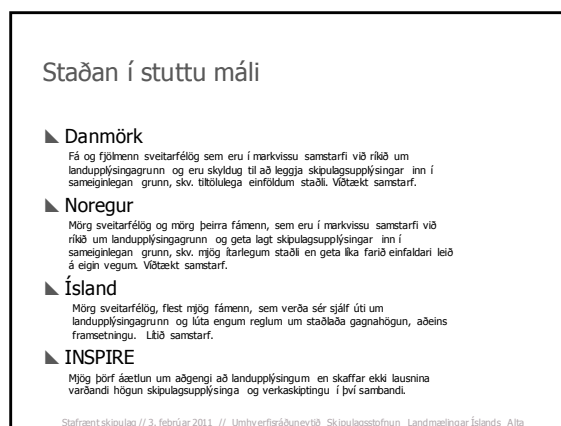 Staðan í stuttu máli
Danmörk
Fá og fjölmenn sveitarfélög sem eru í markvissu samstarfi við ríkið um
landupplýsingagrunn og eru skyldug til að leggja skipulagsupplýsingar inn í
sameiginlegan grunn, skv. tiltölulega einföldum staðli. Víðtækt samstarf.
Noregur
Mörg sveitarfélög og mörg þeirra fámenn, sem eru í markvissu samstarfi við
ríkið um landupplýsingagrunn og geta lagt skipulagsupplýsingar inn í
sameiginlegan grunn, skv. mjög ítarlegum staðli en geta líka farið einfaldari leið
á eigin vegum. Víðtækt samstarf.
Ísland
Mörg sveitarfélög, flest mjög fámenn, sem verða sér sjálf úti um
landupplýsingagrunn og lúta engum reglum um staðlaða gagnahögun, aðeins
framsetningu. Lítið samstarf.
INSPIRE
Mjög þörf áætlun um aðgengi að landupplýsingum en skaffar ekki lausnina
varðandi högun skipulagsupplýsinga og verkaskiptingu í því sambandi.
Stafrænt skipulag // 3. febrúar 2011 // Umhverfisráðuneytið Skipulagsstofnun Landmælingar Íslands Alta